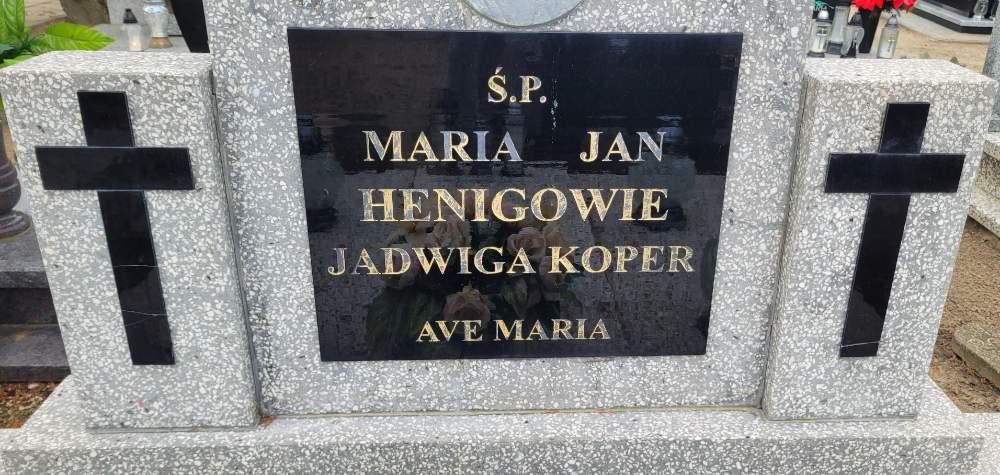 Ś.P.
MARIA JAN
HENIGOWIE
JADWIGA KOPER
AVE MARIA